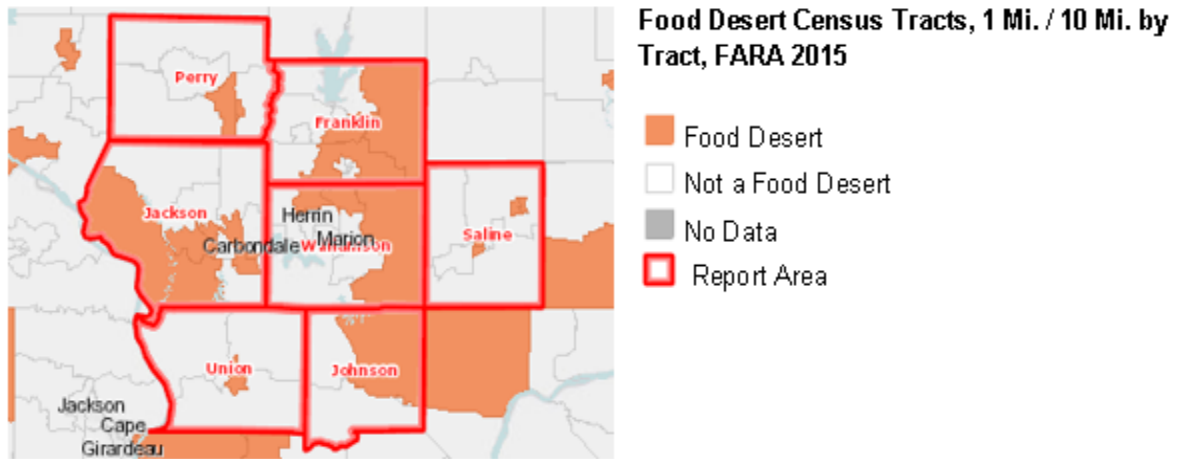 Food Desert Census Tracts, 1 Mi. / 10 Mi. by
Tract, FARA 2015
Food Desert
Not a Food Desert
No Data
Report Area
Perry
Franklin
Jackson
Herrin
Carbondale
Marion
Williamson
Saline
Union
Johnson
Jackson
Cape
Girardeau